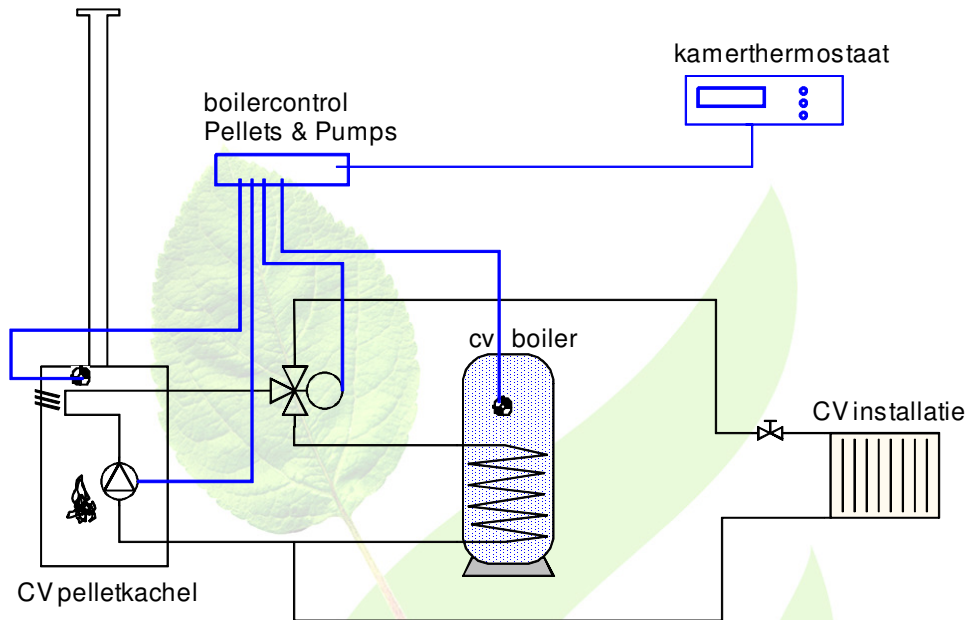 kamerthermostaat
boilercontrol
Pellets & Pumps
cv boiler
CV installatie
CV pelletkachel